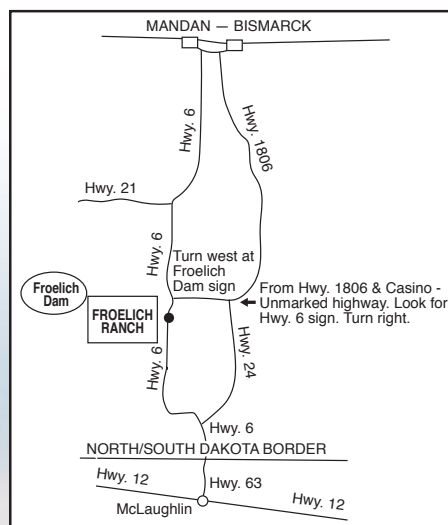 MANDAN — BISMARCK
Hwy. 6
Hwy. 1806
Hwy. 21
Hwy. 6
Turn west at
Froelich
Dam sign
Froelich
Dam
FROELICH
RANCH
From Hwy. 1806 & Casino -
Unmarked highway. Look for
Hwy. 6 sign. Turn right.
Hwy. 6
Hwy. 24
Hwy. 6
NORTH/SOUTH DAKOTA BORDER
Hwy. 12
Hwy. 63
McLaughlin
Hwy. 12